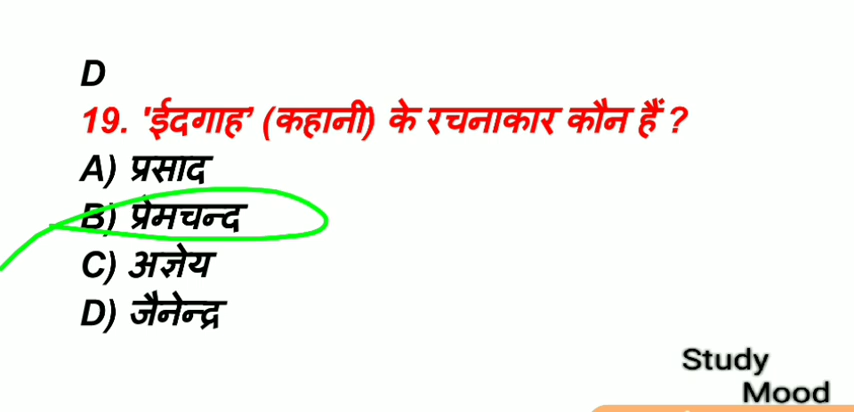 D
19. 'ईदगाह' (कहानी) के रचनाकार कौन हैं ?
A) प्रसाद
B) प्रेमचन्द
C) अज्ञेय
D) जैनेन्द्र
Study
Mood